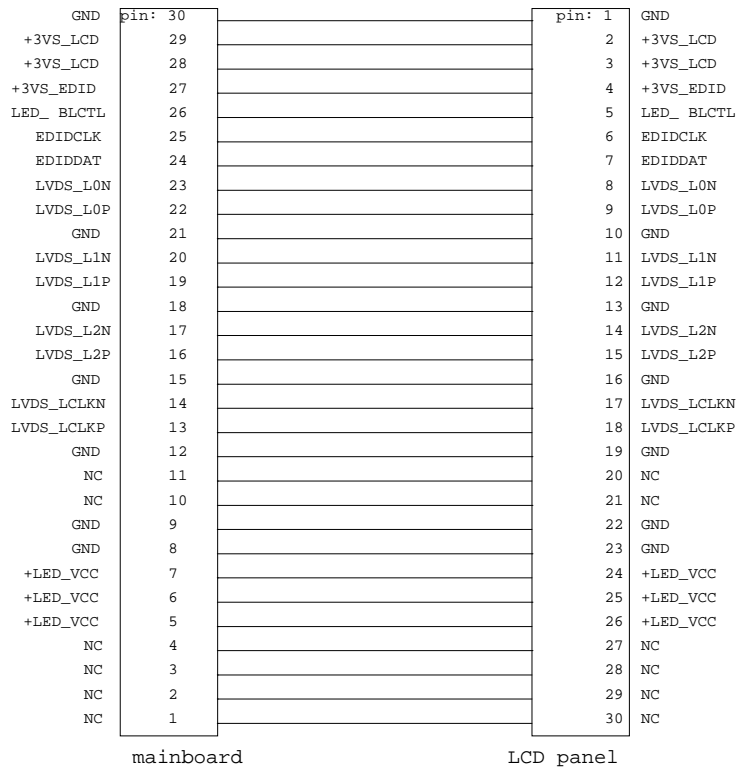 GND pin: 30 pin: 1 GND
+3VS_LCD 29 2 +3VS_LCD
+3VS_LCD 28 3 +3VS_LCD
+3VS_EDID 27 4 +3VS_EDID
LED_ BLCTL 26 5 LED_ BLCTL
EDIDCLK 25 6 EDIDCLK
EDIDDAT 24 7 EDIDDAT
LVDS_L0N 23 8 LVDS_L0N
LVDS_L0P 22 9 LVDS_L0P
GND 21 10 GND
LVDS_L1N 20 11 LVDS_L1N
LVDS_L1P 19 12 LVDS_L1P
GND 18 13 GND
LVDS_L2N 17 14 LVDS_L2N
LVDS_L2P 16 15 LVDS_L2P
GND 15 16 GND
LVDS_LCLKN 14 17 LVDS_LCLKN
LVDS_LCLKP 13 18 LVDS_LCLKP
GND 12 19 GND
NC 11 20 NC
NC 10 21 NC
GND 9 22 GND
GND 8 23 GND
+LED_VCC 7 24 +LED_VCC
+LED_VCC 6 25 +LED_VCC
+LED_VCC 5 26 +LED_VCC
NC 4 27 NC
NC 3 28 NC
NC 2 29 NC
NC 1 30 NC
mainboard LCD panel